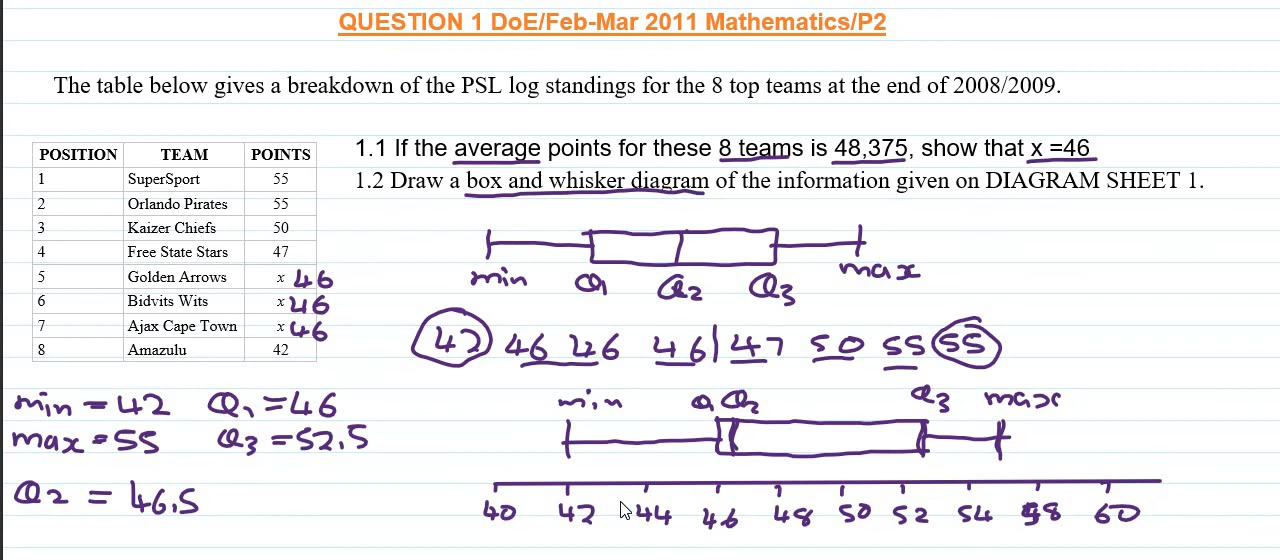 QUESTION 1 DoE/Feb-Mar 2011 Mathematics/P2
The table below gives a breakdown of the PSL log standings for the 8 top teams at the end of 2008/2009.
POSITION TEAM POINTS
1 SuperSport 55
2 Orlando Pirates 55
3 Kaizer Chiefs 50
4 Free State Stars 47
5 Golden Arrows x 46
6 Bidvits Wits x 46
7 Ajax Cape Town x 46
8 Amazulu 42
1.1 If the average points for these 8 teams is 48,375, show that x =46
1.2 Draw a box and whisker diagram of the information given on DIAGRAM SHEET 1.
min Q1 Q2 Q3 max
42 46 46 46 | 47 50 55 55
min = 42 Q1 = 46
max = 55 Q3 = 52.5
Q2 = 46.5
min Q Q2 Q3 max
40 42 44 46 48 50 52 54 58 60